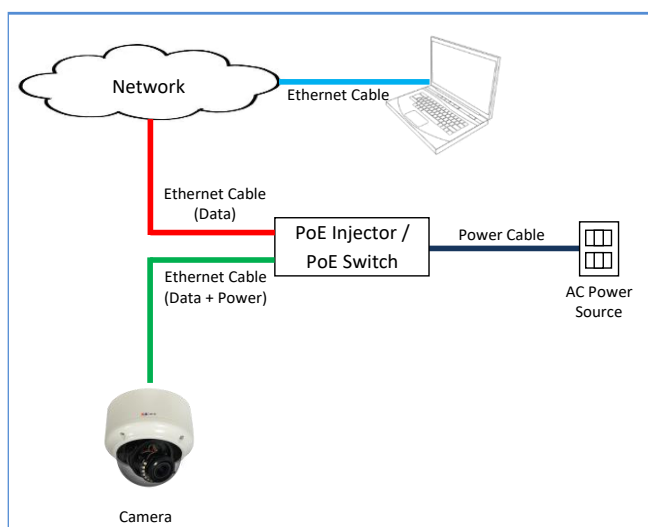 Network
Ethernet Cable
Ethernet Cable
(Data)
PoE Injector /
PoE Switch
Power Cable
Ethernet Cable
(Data + Power)
AC Power
Source
Camera